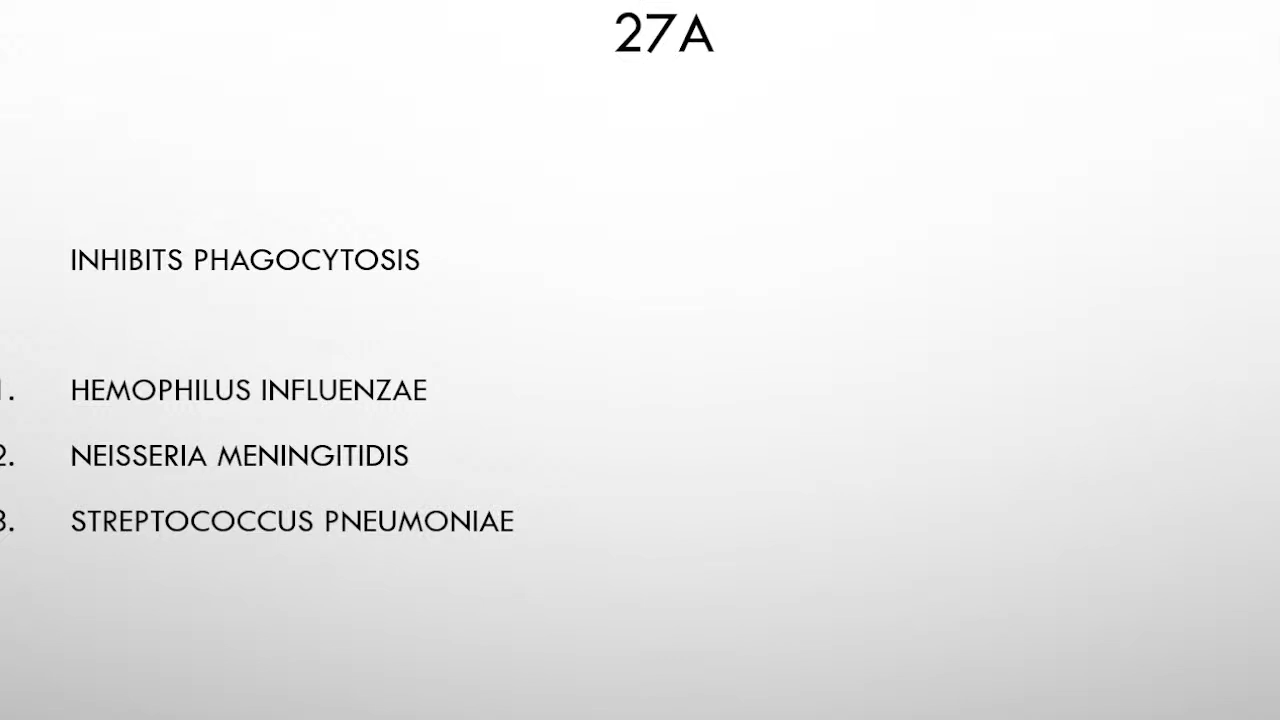 27A
INHIBITS PHAGOCYTOSIS
1. HEMOPHILUS INFLUENZAE
2. NEISSERIA MENINGITIDIS
3. STREPTOCOCCUS PNEUMONIAE